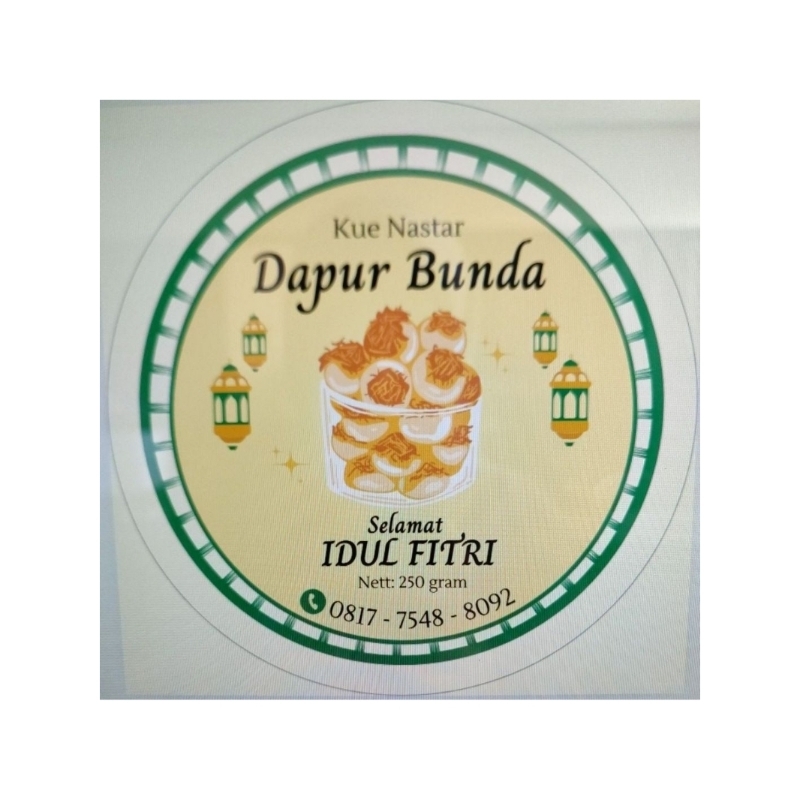 Kue Nastar
Dapur Bunda
Selamat
IDUL FITRI
Nett: 250 gram
0817 - 7548 - 8092